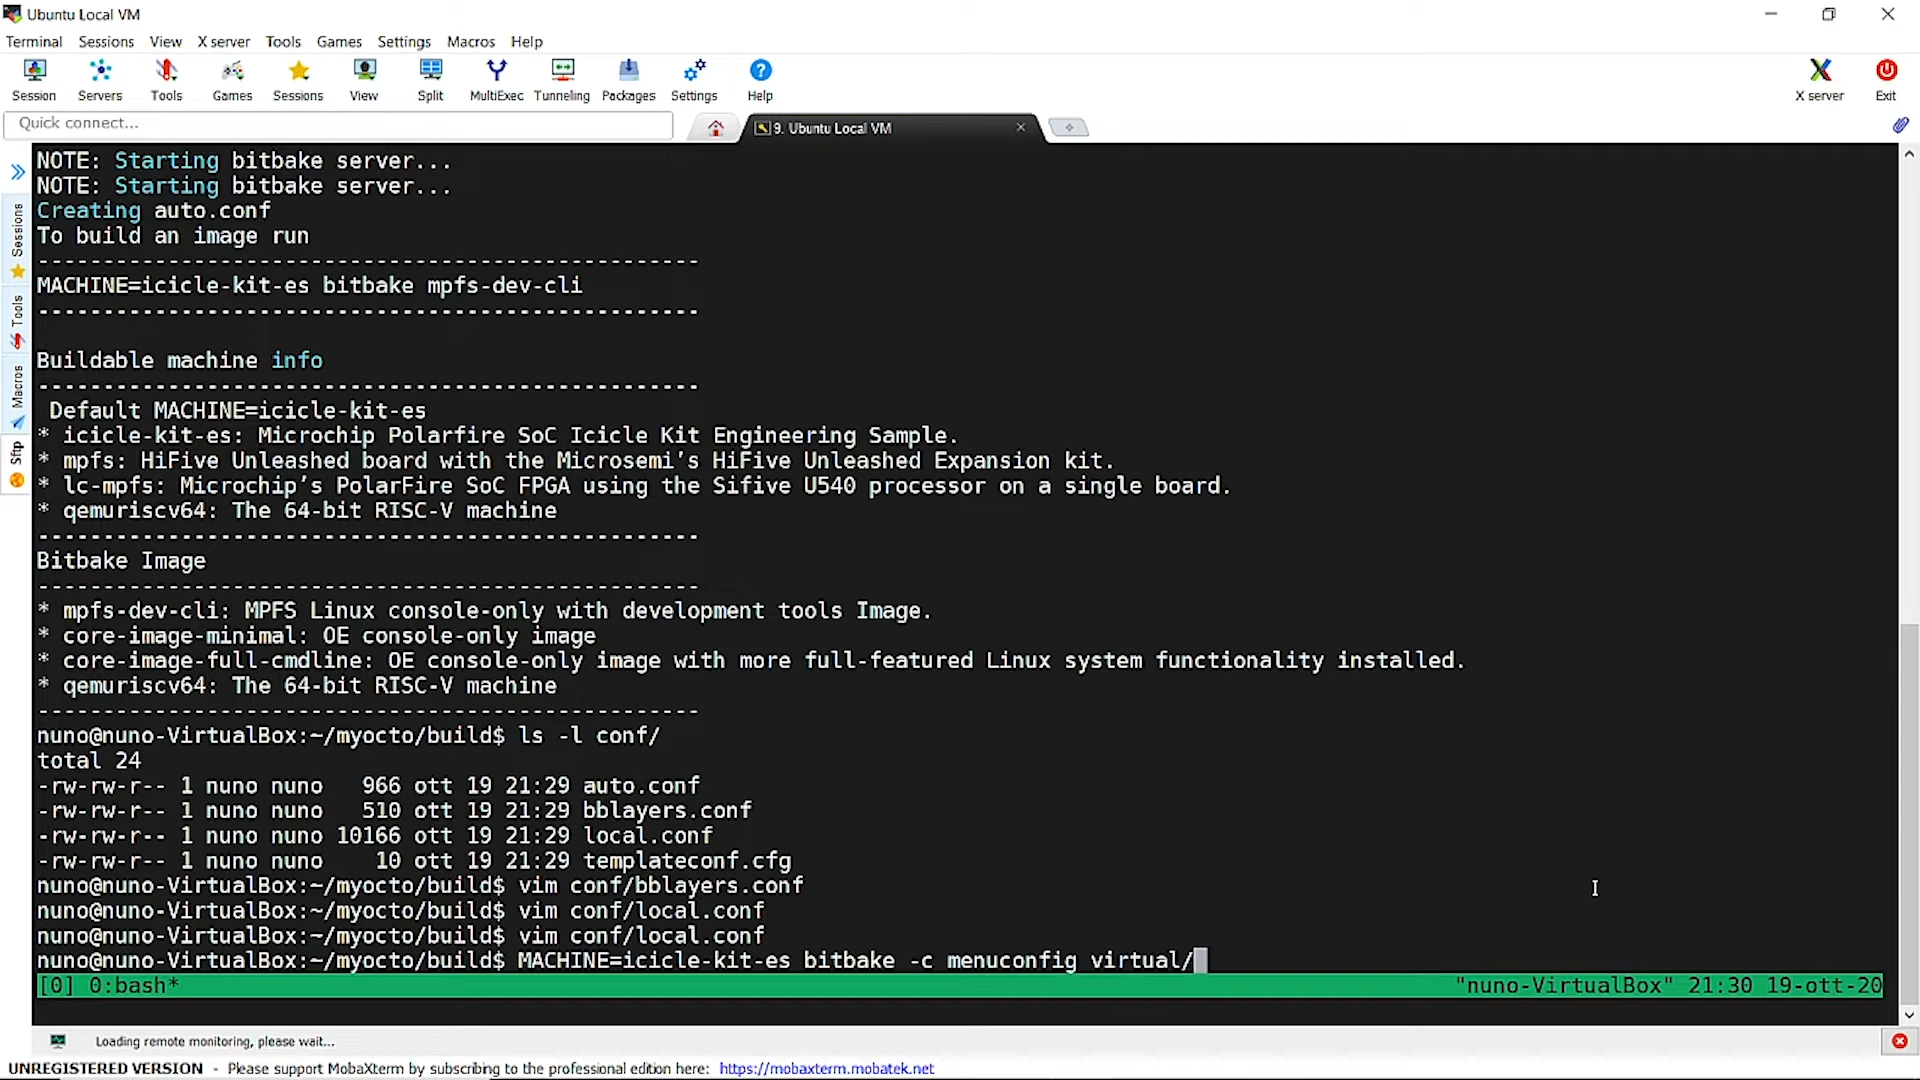 Ubuntu Local VM
Terminal Sessions View X server Tools Games Settings Macros Help
Session Servers Tools Games Sessions View Split MultiExec Tunneling Packages Settings Help X server Exit
Quick connect...
9. Ubuntu Local VM
Sessions
Tools
Macros
Sftp
NOTE: Starting bitbake server...
NOTE: Starting bitbake server...
Creating auto.conf
To build an image run
---------------------------------------------------
MACHINE=icicle-kit-es bitbake mpfs-dev-cli
---------------------------------------------------
Buildable machine info
---------------------------------------------------
Default MACHINE=icicle-kit-es
* icicle-kit-es: Microchip Polarfire SoC Icicle Kit Engineering Sample.
* mpfs: HiFive Unleashed board with the Microsemi's HiFive Unleashed Expansion kit.
* lc-mpfs: Microchip's PolarFire SoC FPGA using the Sifive U540 processor on a single board.
* qemuriscv64: The 64-bit RISC-V machine
---------------------------------------------------
Bitbake Image
---------------------------------------------------
* mpfs-dev-cli: MPFS Linux console-only with development tools Image.
* core-image-minimal: OE console-only image
* core-image-full-cmdline: OE console-only image with more full-featured Linux system functionality installed.
* qemuriscv64: The 64-bit RISC-V machine
---------------------------------------------------
nuno@nuno-VirtualBox:~/myocto/build$ ls -l conf/
total 24
-rw-rw-r-- 1 nuno nuno   966 ott 19 21:29 auto.conf
-rw-rw-r-- 1 nuno nuno   510 ott 19 21:29 bblayers.conf
-rw-rw-r-- 1 nuno nuno 10166 ott 19 21:29 local.conf
-rw-rw-r-- 1 nuno nuno    10 ott 19 21:29 templateconf.cfg
nuno@nuno-VirtualBox:~/myocto/build$ vim conf/bblayers.conf
nuno@nuno-VirtualBox:~/myocto/build$ vim conf/local.conf
nuno@nuno-VirtualBox:~/myocto/build$ vim conf/local.conf
nuno@nuno-VirtualBox:~/myocto/build$ MACHINE=icicle-kit-es bitbake -c menuconfig virtual/
[0] 0:bash* "nuno-VirtualBox" 21:30 19-ott-20
Loading remote monitoring, please wait...
UNREGISTERED VERSION - Please support MobaXterm by subscribing to the professional edition here: https://mobaxterm.mobatek.net